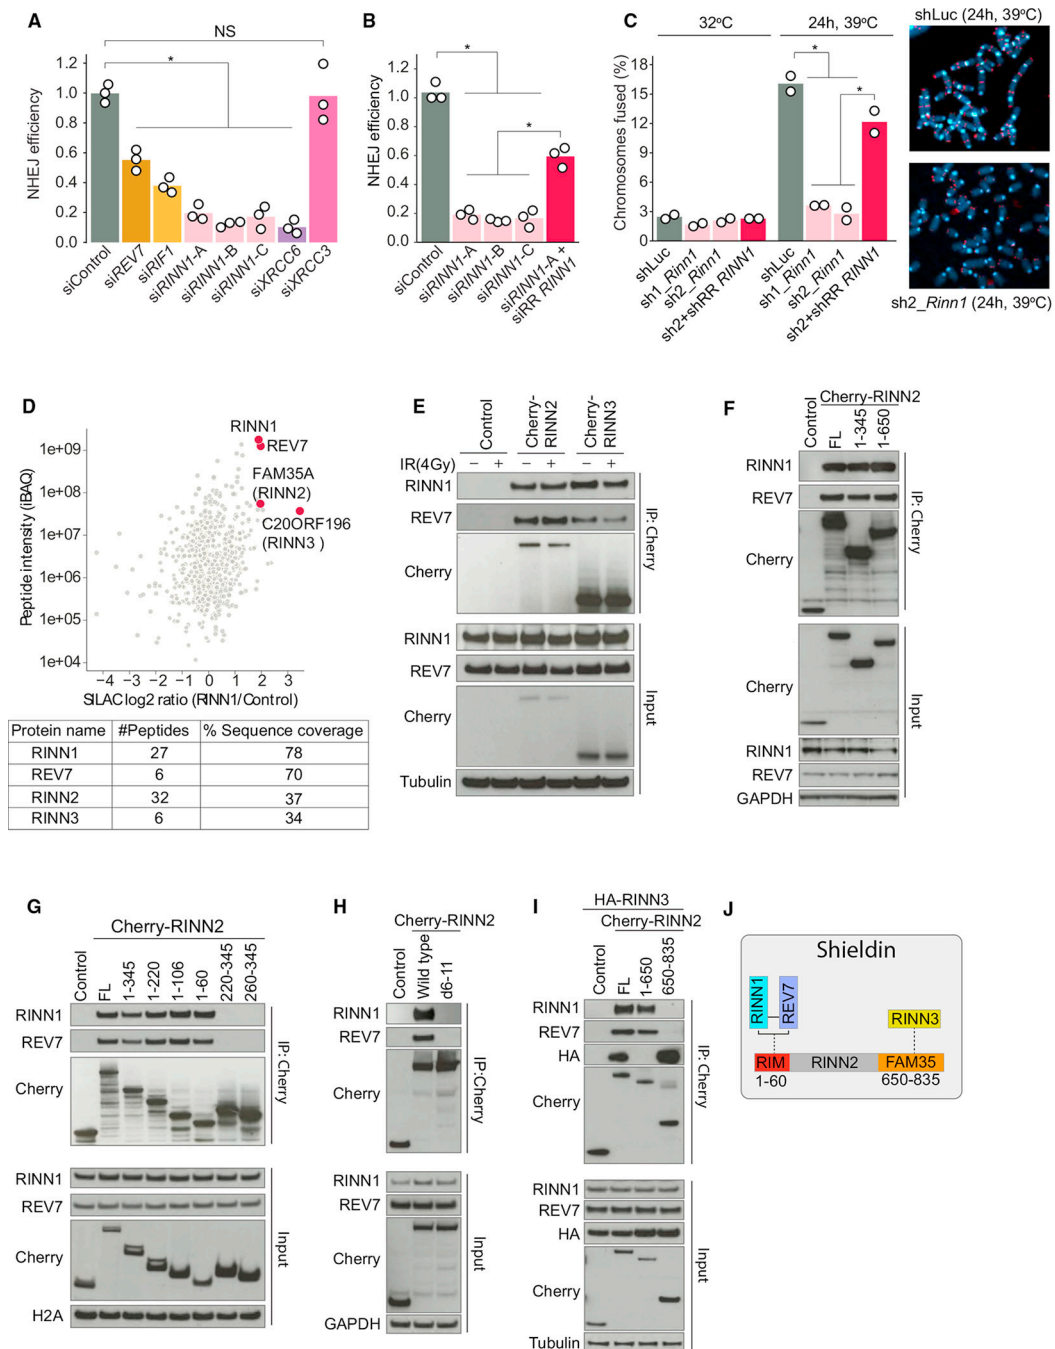 A
NS
*
NHEJ efficiency
1.2
1.0
0.8
0.6
0.4
0.2
0.0
siControl
siREV7
siRIF1
siRINN1-A
siRINN1-B
siRINN1-C
siXRCC6
siXRCC3
B
*
*
NHEJ efficiency
1.2
1.0
0.8
0.6
0.4
0.2
0.0
siControl
siRINN1-A
siRINN1-B
siRINN1-C
siRINN1-A +
siRR RINN1
C
32ºC
24h, 39ºC
*
*
Chromosomes fused (%)
18
15
12
9
6
3
0
shLuc
sh1_Rinn1
sh2_Rinn1
sh2+shRR RINN1
shLuc
sh1_Rinn1
sh2_Rinn1
sh2+shRR RINN1
shLuc (24h, 39ºC)
sh2_Rinn1 (24h, 39ºC)
D
Peptide intensity (iBAQ)
1e+09
1e+08
1e+07
1e+06
1e+05
1e+04
RINN1
REV7
FAM35A
(RINN2)
C20ORF196
(RINN3 )
−4 −3 −2 −1 0 1 2 3
SILAC log2 ratio (RINN1/Control)
Protein name #Peptides % Sequence coverage
RINN1 27 78
REV7 6 70
RINN2 32 37
RINN3 6 34
E
Control
Cherry-
RINN2
Cherry-
RINN3
IR(4Gy) − + − + − +
RINN1
REV7
Cherry
IP: Cherry
RINN1
REV7
Cherry
Tubulin
Input
F
Cherry-RINN2
Control
FL
1-345
1-650
RINN1
REV7
Cherry
IP: Cherry
Cherry
RINN1
REV7
GAPDH
Input
G
Cherry-RINN2
Control
FL
1-345
1-220
1-106
1-60
220-345
260-345
RINN1
REV7
Cherry
IP: Cherry
RINN1
REV7
Cherry
H2A
Input
H
Cherry-RINN2
Control
Wild type
d6-11
RINN1
REV7
Cherry
IP:Cherry
RINN1
REV7
Cherry
GAPDH
Input
I
HA-RINN3
Cherry-RINN2
Control
FL
1-650
650-835
RINN1
REV7
HA
Cherry
IP: Cherry
RINN1
REV7
HA
Cherry
Tubulin
Input
J
Shieldin
RINN1
REV7
RINN3
RIM RINN2 FAM35
1-60 650-835